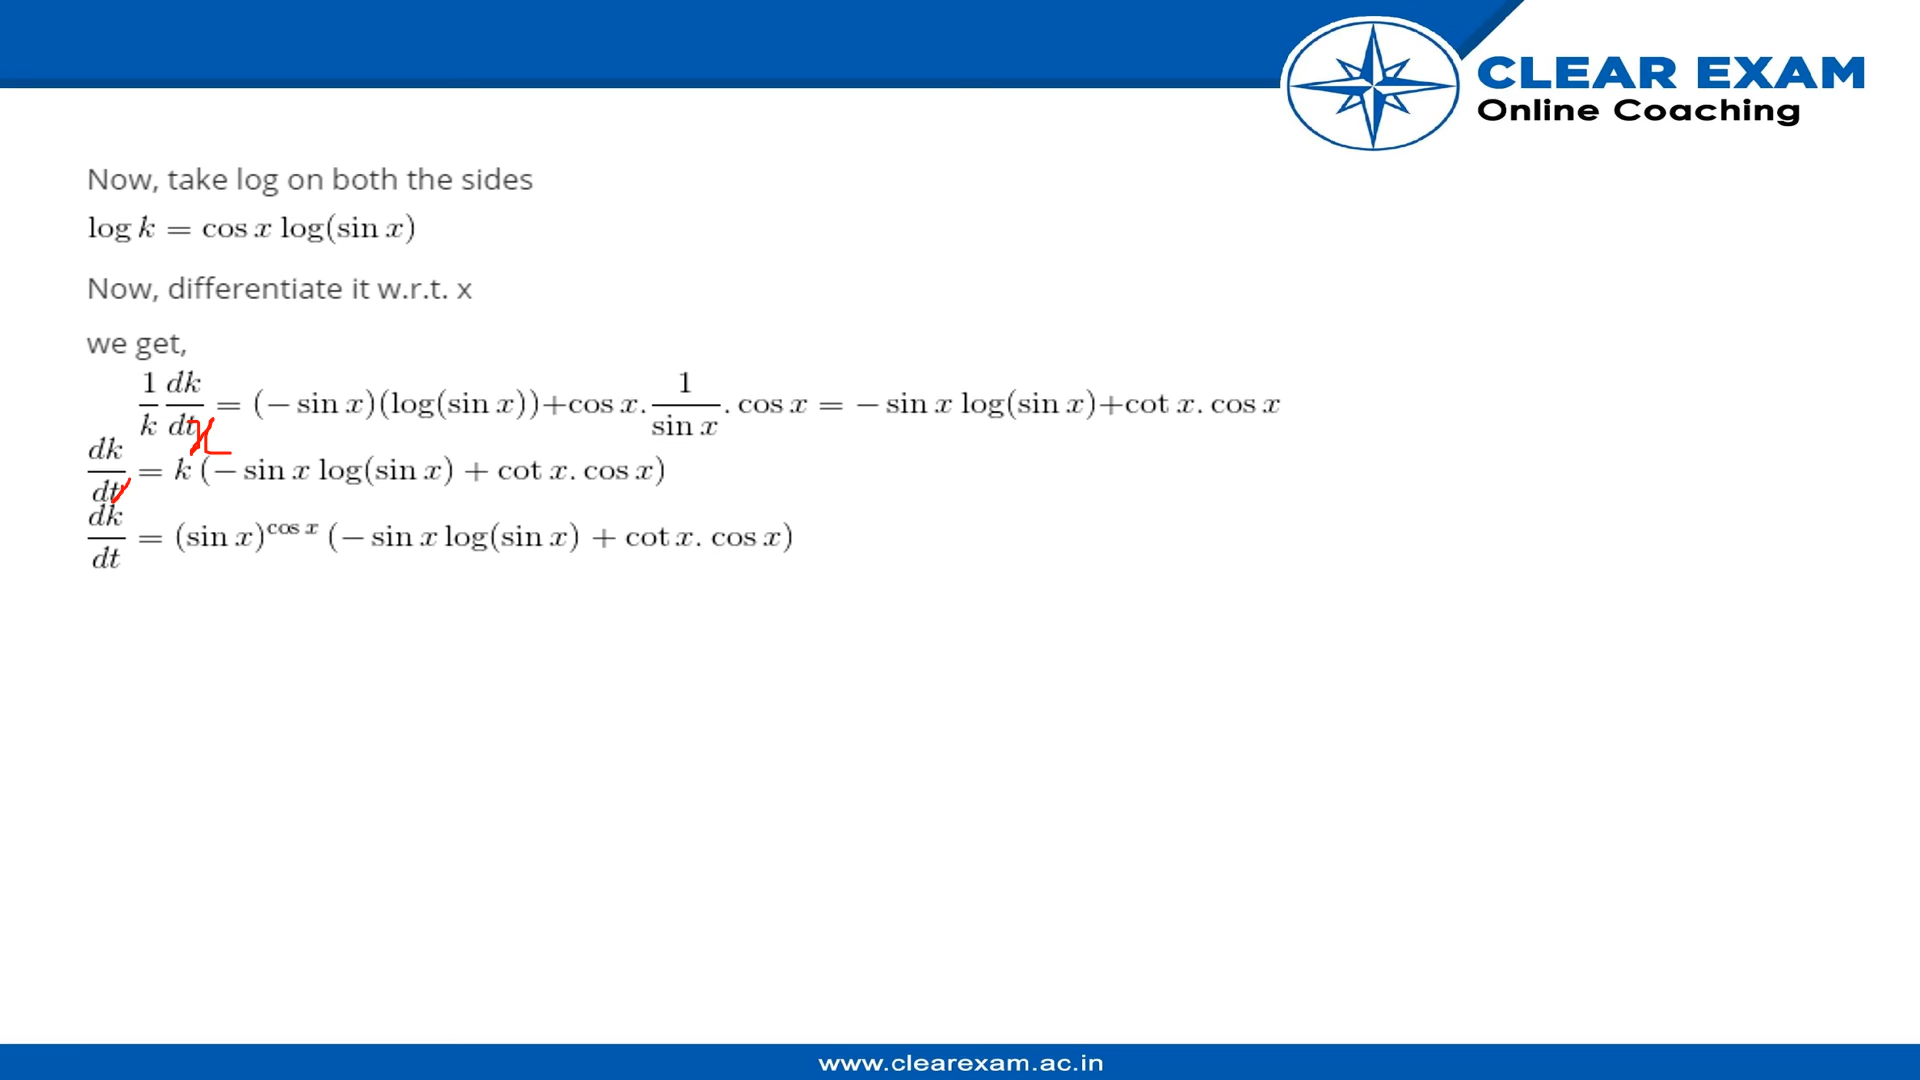 CLEAR EXAM
Online Coaching
Now, take log on both the sides
log k = cos x log(sin x)
Now, differentiate it w.r.t. x
we get,
1/k dk/dt = (− sin x)(log(sin x))+cos x. 1/sin x . cos x = − sin x log(sin x)+cot x. cos x
x
dk/dt = k (− sin x log(sin x) + cot x. cos x)
dk/dt = (sin x)^cos x (− sin x log(sin x) + cot x. cos x)
www.clearexam.ac.in